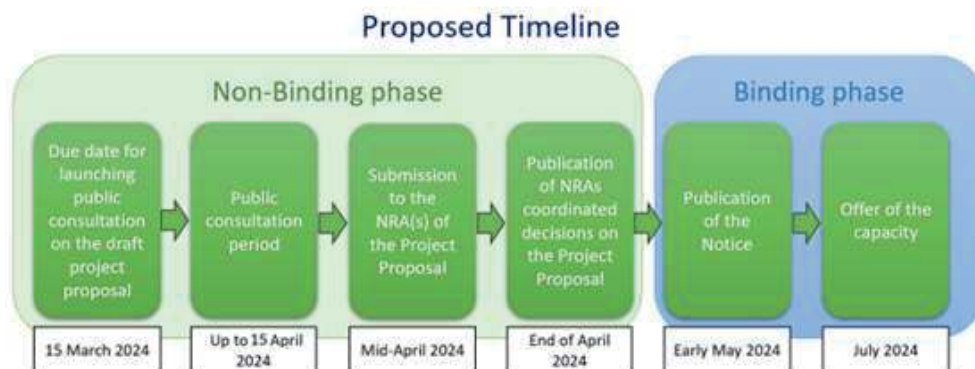 Proposed Timeline
Non-Binding phase
Binding phase
Due date for
launching
public
consultation
on the draft
project
proposal
Public
consultation
period
Submission
to the
NRA(s) of
the Project
Proposal
Publication
of NRAs
coordinated
decisions on
the Project
Proposal
Publication
of the
Notice
Offer of the
capacity
15 March 2024
Up to 15 April
2024
Mid-April 2024
End of April
2024
Early May 2024
July 2024